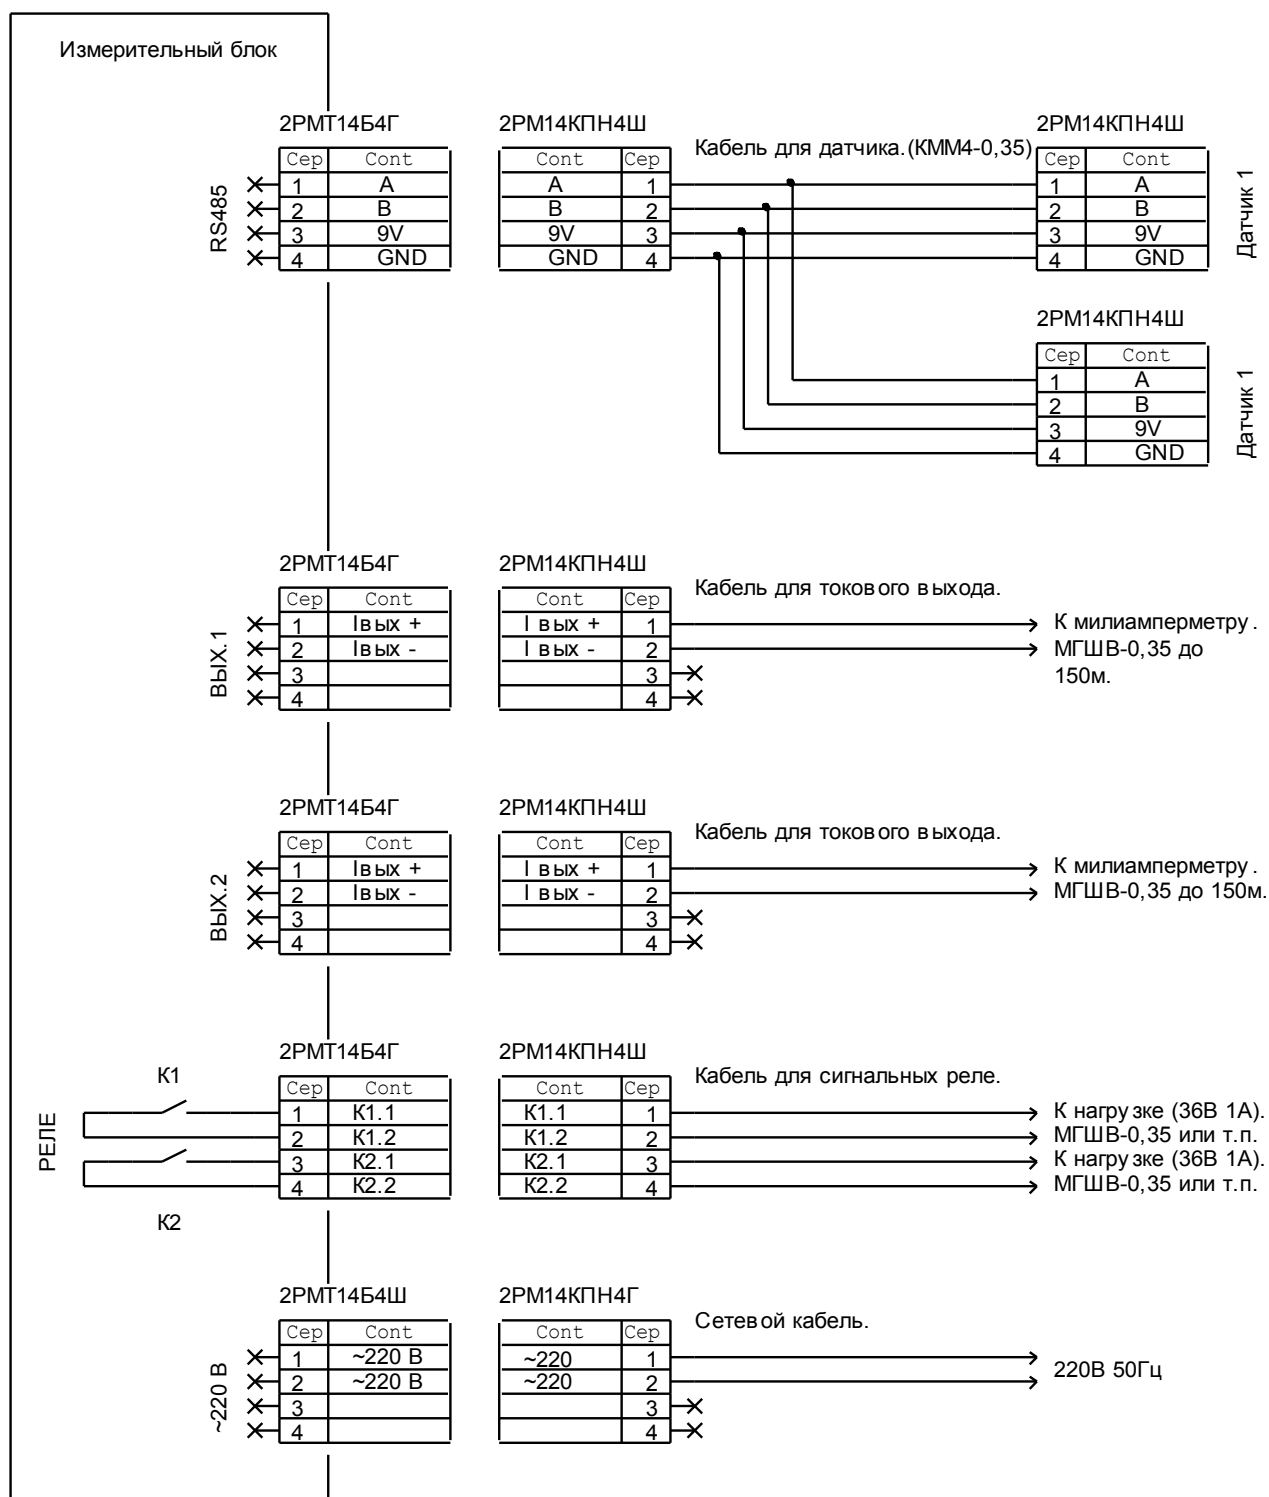 Измерительный блок
2РМТ14Б4Г
2РМ14КПН4Ш
Кабель для датчика.(КММ4-0,35)
2РМ14КПН4Ш
RS485
Cep Cont
1 A
2 B
3 9V
4 GND
Cont Cep
A 1
B 2
9V 3
GND 4
Cep Cont
1 A
2 B
3 9V
4 GND
Датчик 1
2РМ14КПН4Ш
Cep Cont
1 A
2 B
3 9V
4 GND
Датчик 1
2РМТ14Б4Г
2РМ14КПН4Ш
Кабель для токового выхода.
ВЫХ.1
Cep Cont
1 Iвых +
2 Iвых -
3
4
Cont Cep
I вых + 1
I вых - 2
3
4
К милиамперметру.
МГШВ-0,35 до
150м.
2РМТ14Б4Г
2РМ14КПН4Ш
Кабель для токового выхода.
ВЫХ.2
Cep Cont
1 Iвых +
2 Iвых -
3
4
Cont Cep
I вых + 1
I вых - 2
3
4
К милиамперметру.
МГШВ-0,35 до 150м.
2РМТ14Б4Г
2РМ14КПН4Ш
Кабель для сигнальных реле.
РЕЛЕ
К1
К2
Cep Cont
1 К1.1
2 К1.2
3 К2.1
4 К2.2
Cont Cep
К1.1 1
К1.2 2
К2.1 3
К2.2 4
К нагрузке (36В 1А).
МГШВ-0,35 или т.п.
К нагрузке (36В 1А).
МГШВ-0,35 или т.п.
2РМТ14Б4Ш
2РМ14КПН4Г
Сетевой кабель.
~220 В
Cep Cont
1 ~220 В
2 ~220 В
3
4
Cont Cep
~220 1
~220 2
3
4
220В 50Гц